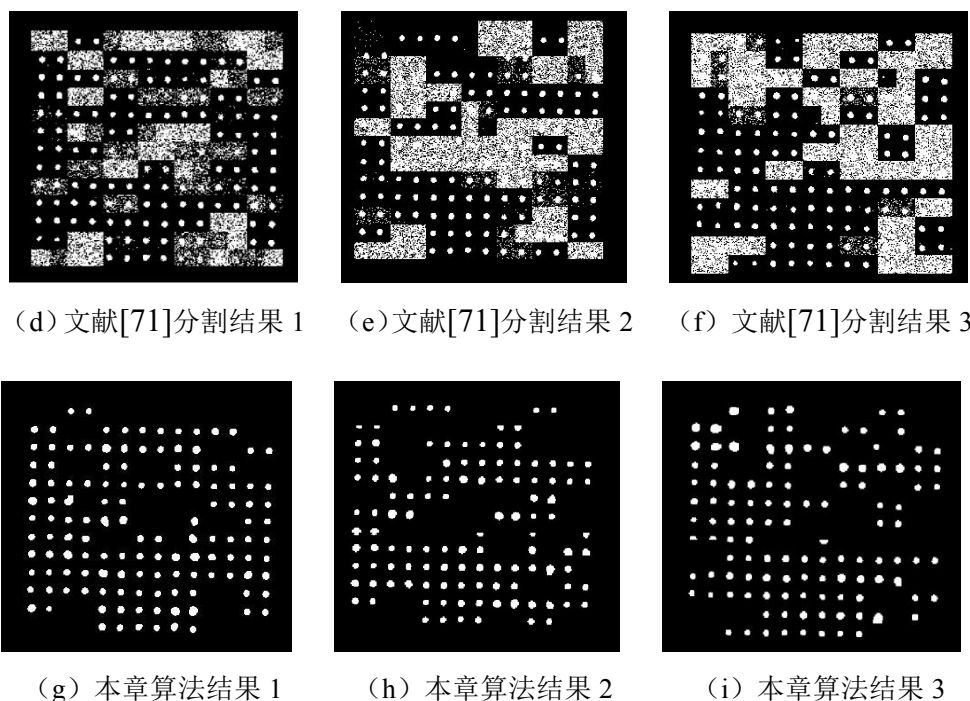 （d）文献[71]分割结果 1 （e）文献[71]分割结果 2 （f）文献[71]分割结果 3
（g）本章算法结果 1 （h）本章算法结果 2 （i）本章算法结果 3